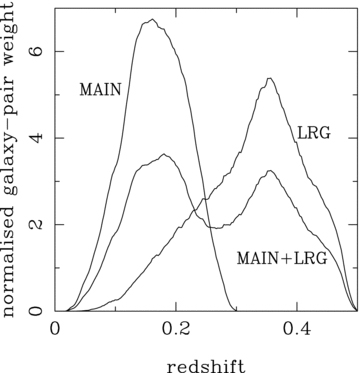 normalised galaxy-pair weight
6
4
2
0
MAIN
LRG
MAIN+LRG
0
0.2
0.4
redshift